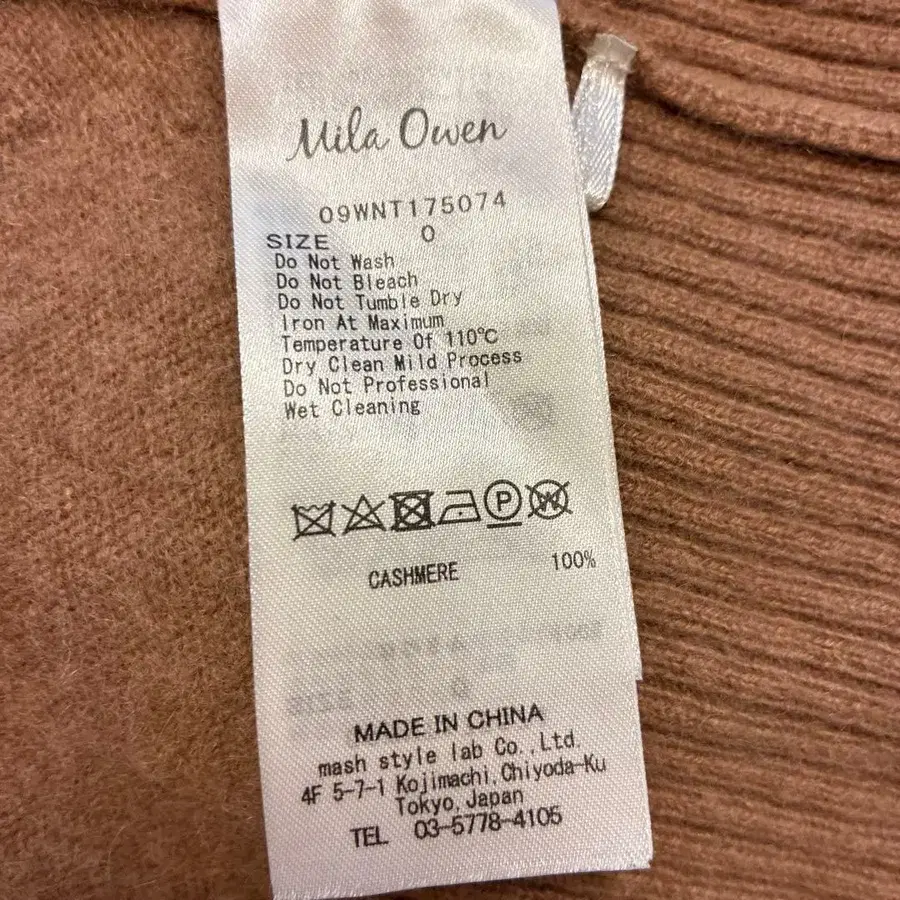 Mila Owen
09WNT175074
SIZE 0
Do Not Wash
Do Not Bleach
Do Not Tumble Dry
Iron At Maximum
Temperature Of 110℃
Dry Clean Mild Process
Do Not Professional
Wet Cleaning
P W
CASHMERE 100%
MADE IN CHINA
mash style lab Co.,Ltd.
4F 5-7-1 Kojimachi,Chiyoda-Ku
Tokyo,Japan
TEL 03-5778-4105